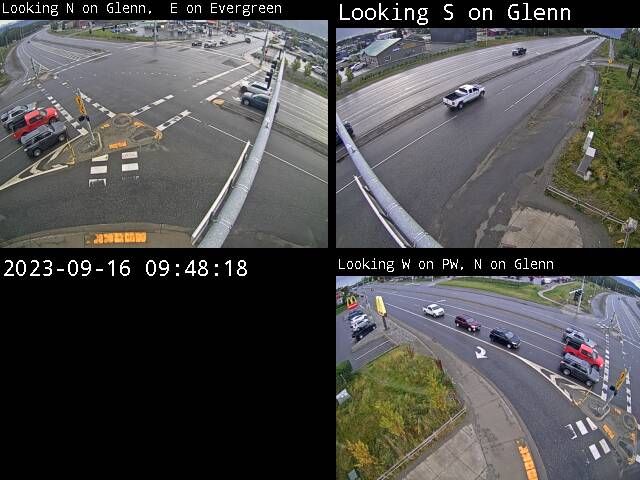 Looking N on Glenn,  E on Evergreen
Looking S on Glenn
2023-09-16 09:48:18
Looking W on PW, N on Glenn